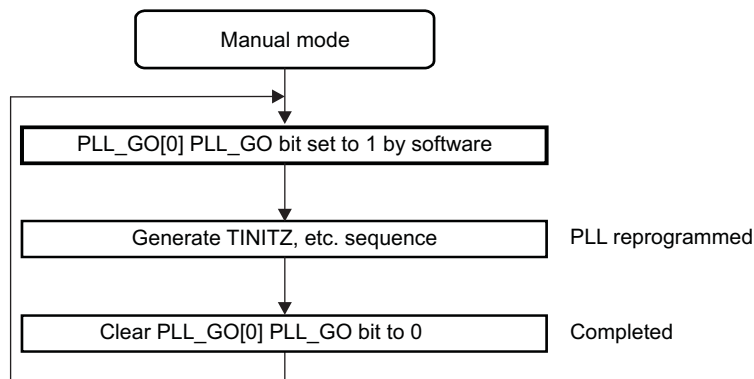 Manual mode
PLL_GO[0] PLL_GO bit set to 1 by software
Generate TINITZ, etc. sequence
PLL reprogrammed
Clear PLL_GO[0] PLL_GO bit to 0
Completed